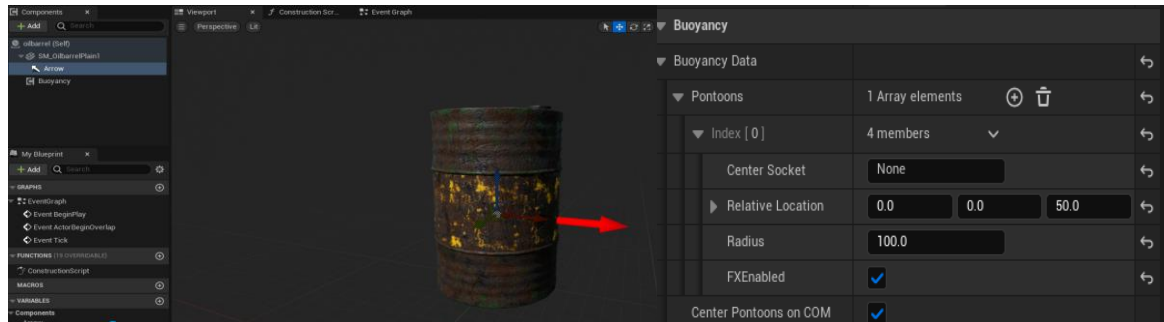 Components
+ Add
Search
oilbarrel (Self)
SM_OilbarrelPlain1
Arrow
Buoyancy
My Blueprint
+ Add
Search
GRAPHS
EventGraph
Event BeginPlay
Event ActorBeginOverlap
Event Tick
FUNCTIONS (19 OVERRIDABLE)
ConstructionScript
MACROS
VARIABLES
Components
Viewport
Construction Scr...
Event Graph
Perspective
Lit
Buoyancy
Buoyancy Data
Pontoons 1 Array elements
Index [ 0 ] 4 members
Center Socket None
Relative Location 0.0 0.0 50.0
Radius 100.0
FXEnabled
Center Pontoons on COM